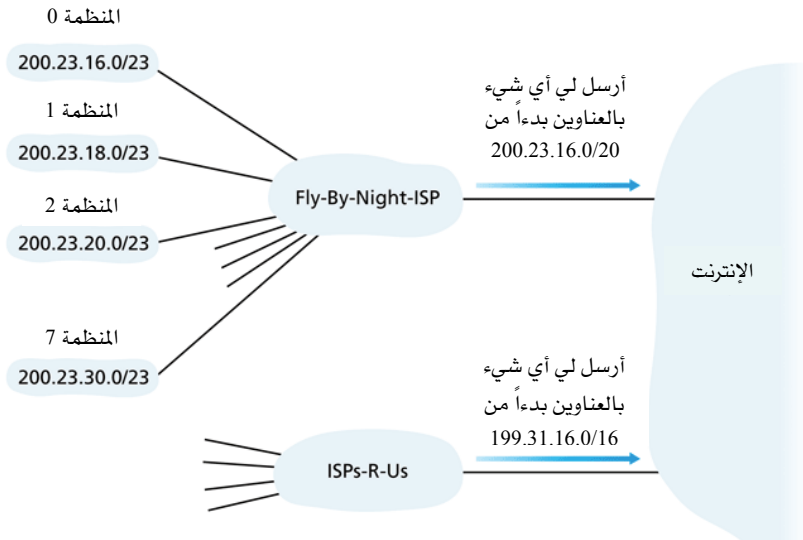 المنظمة 0
200.23.16.0/23
المنظمة 1
200.23.18.0/23
المنظمة 2
200.23.20.0/23
المنظمة 7
200.23.30.0/23
Fly-By-Night-ISP
أرسل لي أي شيء
بالعناوين بدءاً من
200.23.16.0/20
الإنترنت
ISPs-R-Us
أرسل لي أي شيء
بالعناوين بدءاً من
199.31.16.0/16